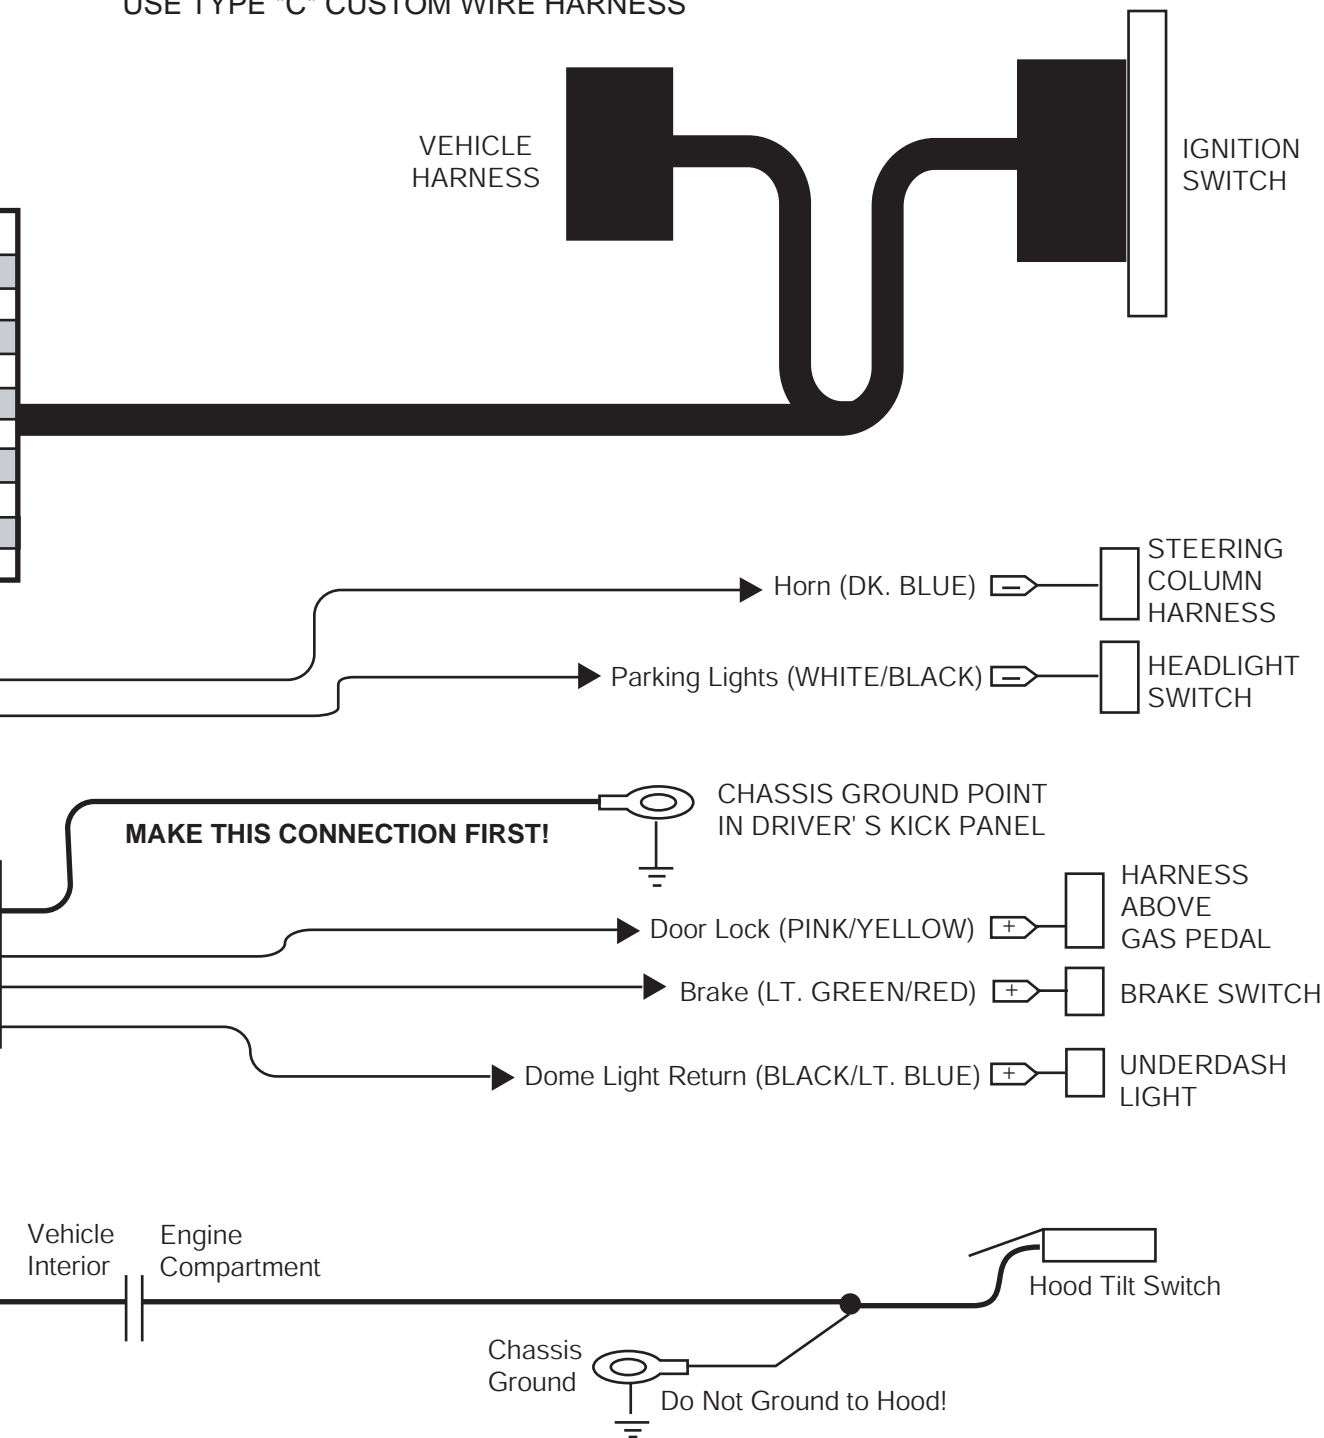 USE TYPE "C" CUSTOM WIRE HARNESS
VEHICLE
HARNESS
IGNITION
SWITCH
Horn (DK. BLUE)
−
STEERING
COLUMN
HARNESS
Parking Lights (WHITE/BLACK)
−
HEADLIGHT
SWITCH
CHASSIS GROUND POINT
IN DRIVER' S KICK PANEL
MAKE THIS CONNECTION FIRST!
Door Lock (PINK/YELLOW)
+
HARNESS
ABOVE
GAS PEDAL
Brake (LT. GREEN/RED)
+
BRAKE SWITCH
Dome Light Return (BLACK/LT. BLUE)
+
UNDERDASH
LIGHT
Vehicle
Interior
Engine
Compartment
Hood Tilt Switch
Chassis
Ground
Do Not Ground to Hood!